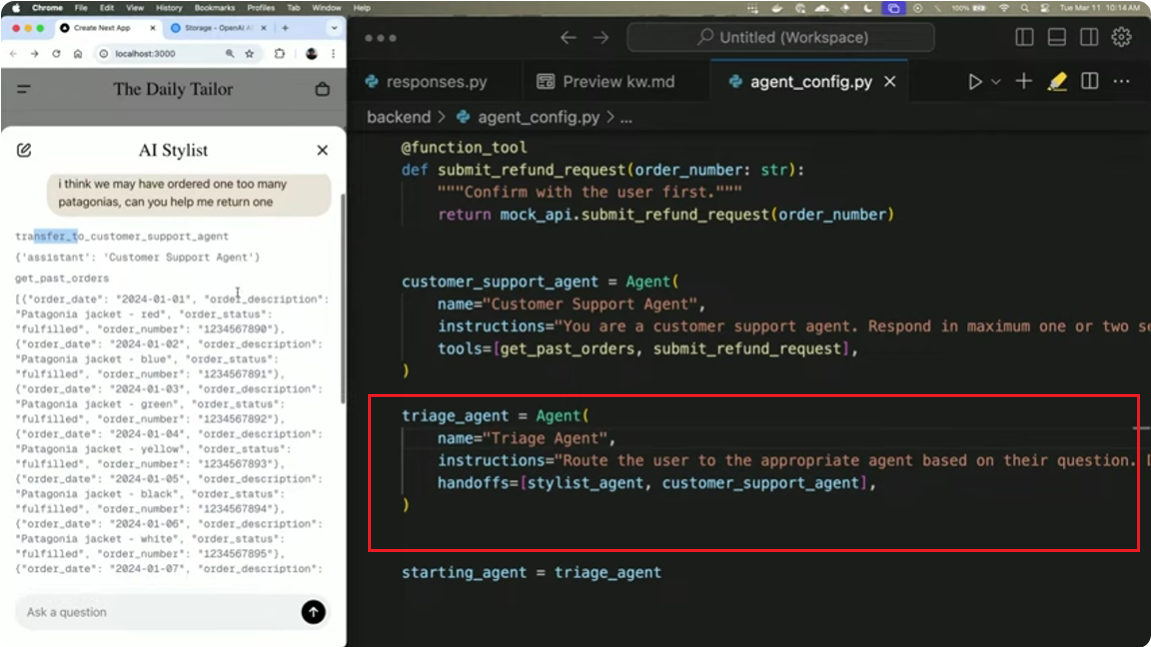 Chrome File Edit View History Bookmarks Profiles Tab Window Help
100%
Tue Mar 11 10:14 AM
Create Next App
Storage - OpenAI A
localhost:3000
The Daily Tailor
AI Stylist
i think we may have ordered one too many
patagonias, can you help me return one
transfer_to_customer_support_agent
{'assistant': 'Customer Support Agent'}
get_past_orders
[{"order_date": "2024-01-01", "order_description":
"Patagonia jacket - red", "order_status":
"fulfilled", "order_number": "1234567890"},
{"order_date": "2024-01-02", "order_description":
"Patagonia jacket - blue", "order_status":
"fulfilled", "order_number": "1234567891"},
{"order_date": "2024-01-03", "order_description":
"Patagonia jacket - green", "order_status":
"fulfilled", "order_number": "1234567892"},
{"order_date": "2024-01-04", "order_description":
"Patagonia jacket - yellow", "order_status":
"fulfilled", "order_number": "1234567893"},
{"order_date": "2024-01-05", "order_description":
"Patagonia jacket - black", "order_status":
"fulfilled", "order_number": "1234567894"},
{"order_date": "2024-01-06", "order_description":
"Patagonia jacket - white", "order_status":
"fulfilled", "order_number": "1234567895"},
{"order_date": "2024-01-07", "order_description":
Ask a question
Untitled (Workspace)
responses.py
Preview kw.md
agent_config.py
backend > agent_config.py > ...
@function_tool
def submit_refund_request(order_number: str):
"""Confirm with the user first."""
return mock_api.submit_refund_request(order_number)
customer_support_agent = Agent(
name="Customer Support Agent",
instructions="You are a customer support agent. Respond in maximum one or two se
tools=[get_past_orders, submit_refund_request],
)
triage_agent = Agent(
name="Triage Agent",
instructions="Route the user to the appropriate agent based on their question.
handoffs=[stylist_agent, customer_support_agent],
)
starting_agent = triage_agent